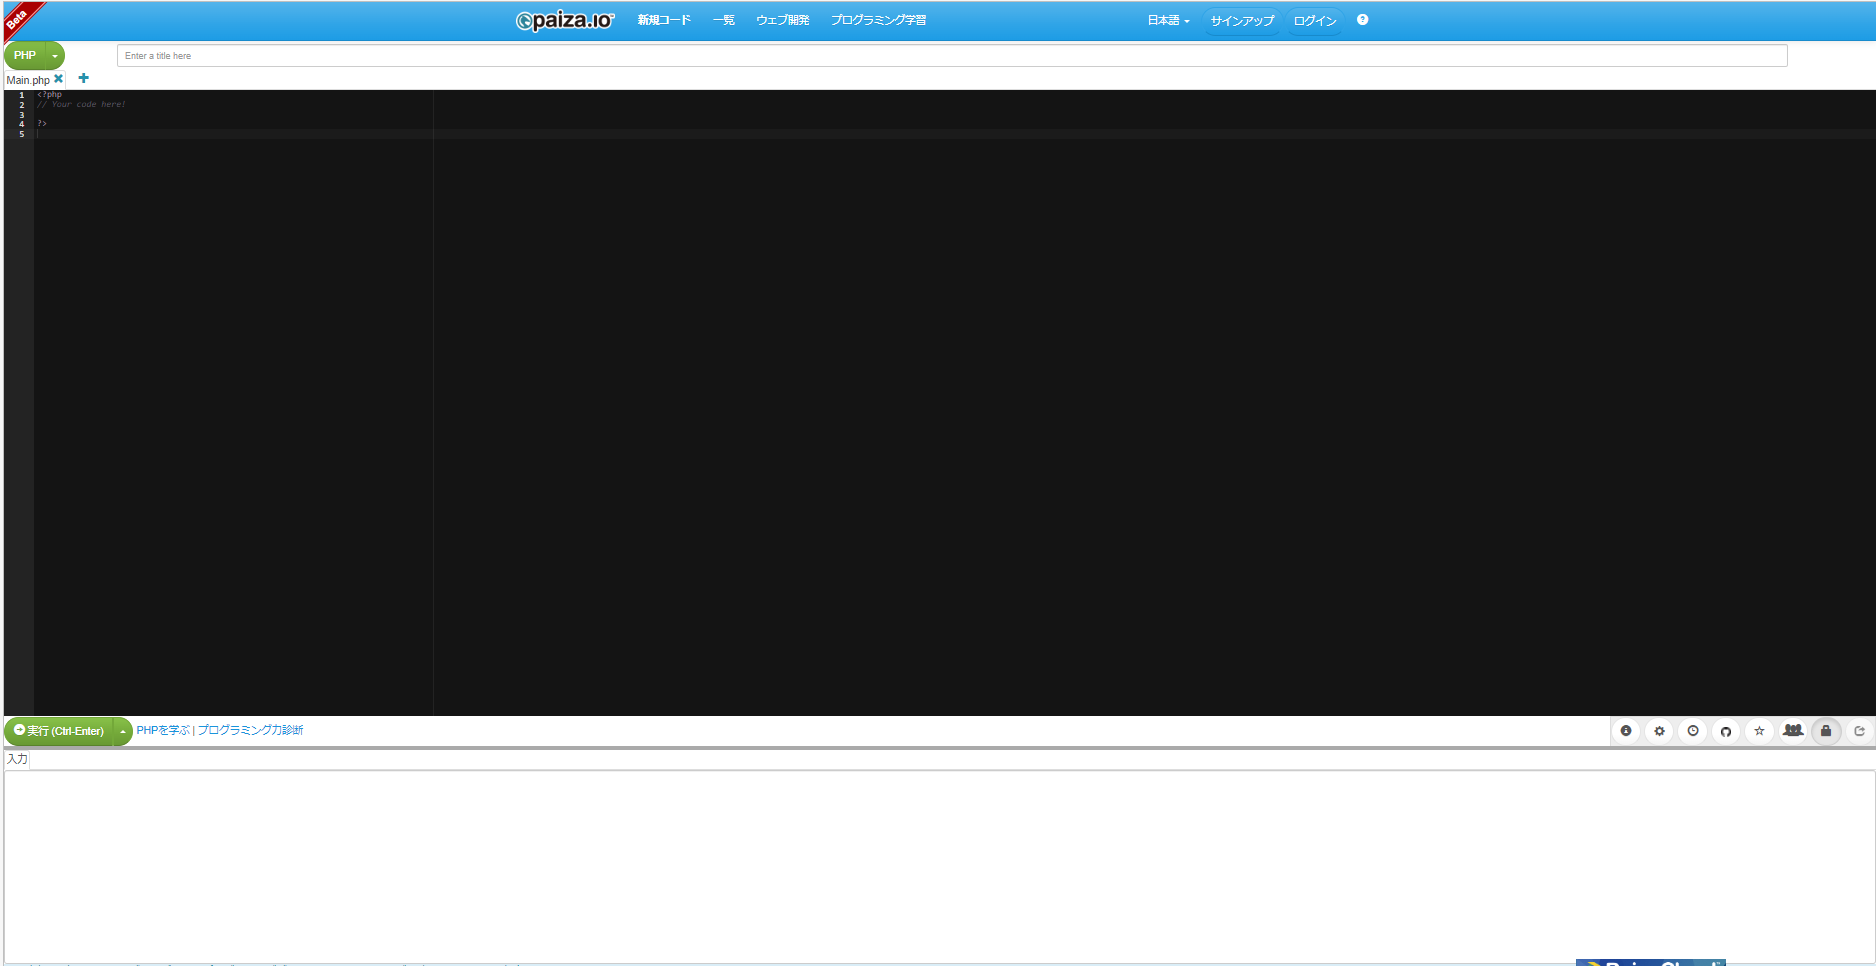 Beta
paiza.IO 新規コード 一覧 ウェブ開発 プログラミング学習 日本語 サインアップ ログイン
PHP Enter a title here
Main.php
1 <?php
2 // Your code here!
3
4 ?>
5
実行 (Ctrl-Enter) PHPを学ぶ | プログラミング力診断
入力